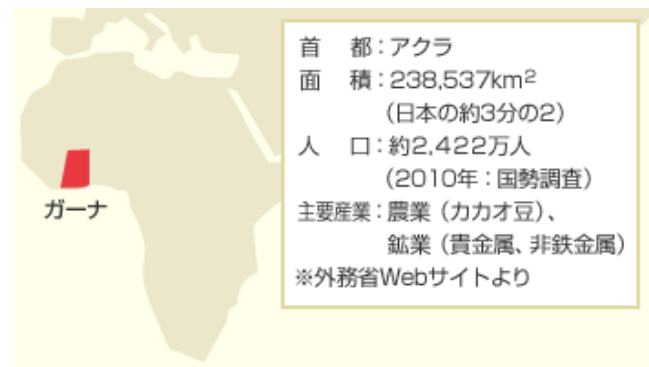 首　都：アクラ
面　積：238,537km²
（日本の約3分の2）
人　口：約2,422万人
（2010年：国勢調査）
主要産業：農業（カカオ豆）、
鉱業（貴金属、非鉄金属）
※外務省Webサイトより
ガーナ